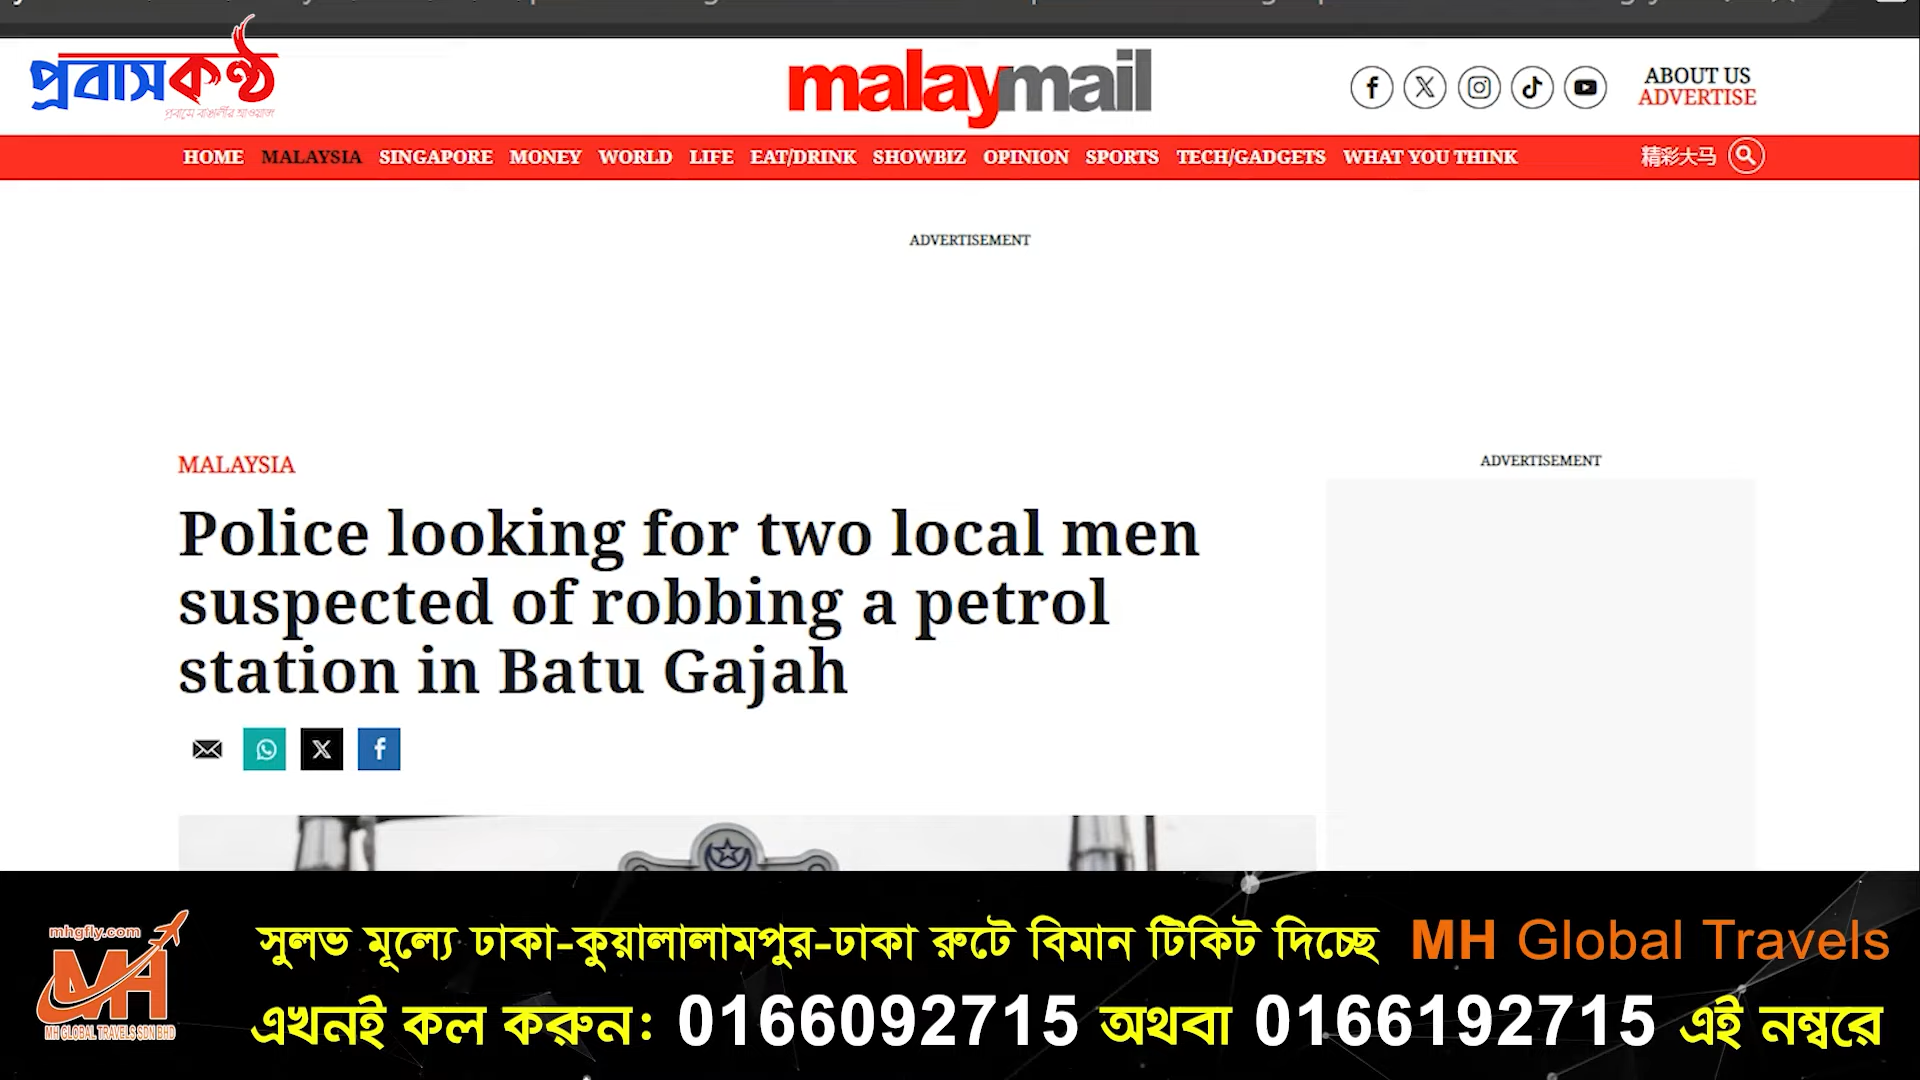 প্রবাসকণ্ঠ
প্রবাসে বাঙালীর আওয়াজ
malaymail
ABOUT US
ADVERTISE
HOME MALAYSIA SINGAPORE MONEY WORLD LIFE EAT/DRINK SHOWBIZ OPINION SPORTS TECH/GADGETS WHAT YOU THINK 精彩大马
ADVERTISEMENT
MALAYSIA
ADVERTISEMENT
Police looking for two local men
suspected of robbing a petrol
station in Batu Gajah
mhgfly.com
MH
MH GLOBAL TRAVELS SDN BHD
সুলভ মূল্যে ঢাকা-কুয়ালালামপুর-ঢাকা রুটে বিমান টিকিট দিচ্ছে MH Global Travels
এখনই কল করুন: 0166092715 অথবা 0166192715 এই নম্বরে